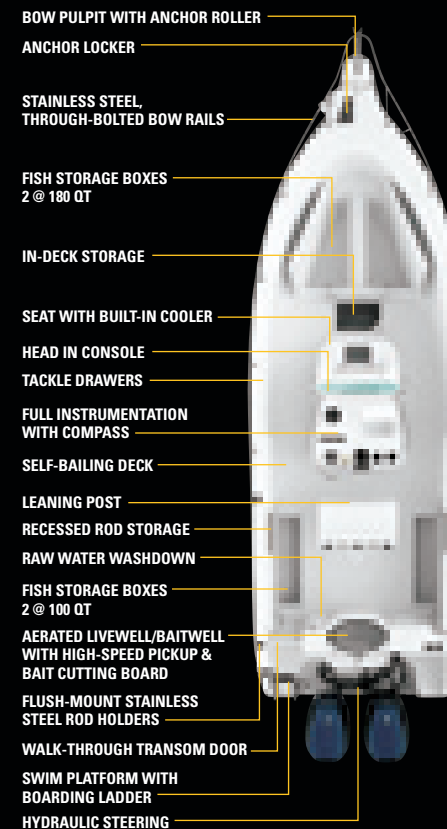 BOW PULPIT WITH ANCHOR ROLLER
ANCHOR LOCKER
STAINLESS STEEL,
THROUGH-BOLTED BOW RAILS
FISH STORAGE BOXES
2 @ 180 QT
IN-DECK STORAGE
SEAT WITH BUILT-IN COOLER
HEAD IN CONSOLE
TACKLE DRAWERS
FULL INSTRUMENTATION
WITH COMPASS
SELF-BAILING DECK
LEANING POST
RECESSED ROD STORAGE
RAW WATER WASHDOWN
FISH STORAGE BOXES
2 @ 100 QT
AERATED LIVEWELL/BAITWELL
WITH HIGH-SPEED PICKUP &
BAIT CUTTING BOARD
FLUSH-MOUNT STAINLESS
STEEL ROD HOLDERS
WALK-THROUGH TRANSOM DOOR
SWIM PLATFORM WITH
BOARDING LADDER
HYDRAULIC STEERING